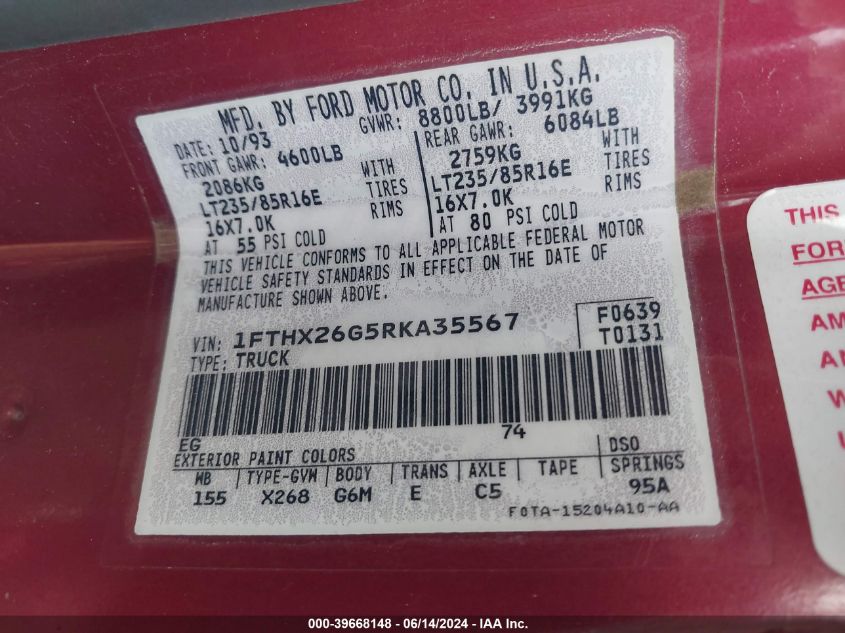 MFD. BY FORD MOTOR CO. IN U.S.A.
DATE: 10/93 GVWR: 8800LB/ 3991KG
FRONT GAWR: 4600LB REAR GAWR: 6084LB
2086KG WITH 2759KG WITH
LT235/85R16E TIRES LT235/85R16E TIRES
16X7.0K RIMS 16X7.0K RIMS
AT 55 PSI COLD AT 80 PSI COLD
THIS VEHICLE CONFORMS TO ALL APPLICABLE FEDERAL MOTOR
VEHICLE SAFETY STANDARDS IN EFFECT ON THE DATE OF
MANUFACTURE SHOWN ABOVE.
VIN: 1FTHX26G5RKA35567 F0639
TYPE: TRUCK T0131
EG 74
EXTERIOR PAINT COLORS DSO
WB TYPE-GVW BODY TRANS AXLE TAPE SPRINGS
155 X268 G6M E C5 95A
F0TA-15204A10-AA
THIS
FOR
AGE
AM
AN
000-39668148 - 06/14/2024 - IAA Inc.